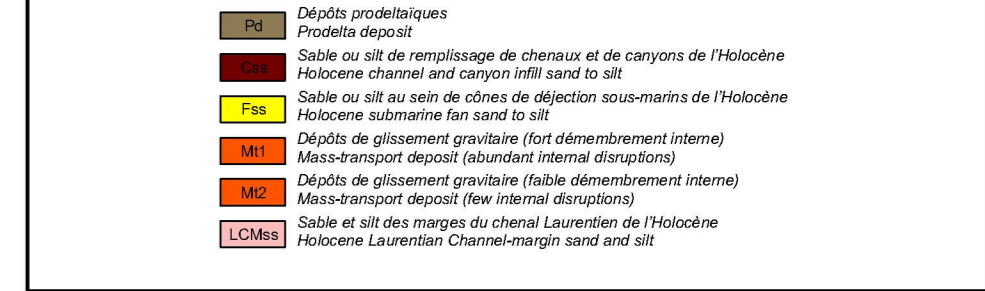 Pd
Dépôts prodeltaïques
Prodelta deposit
Css
Sable ou silt de remplissage de chenaux et de canyons de l'Holocène
Holocene channel and canyon infill sand to silt
Fss
Sable ou silt au sein de cônes de déjection sous-marins de l'Holocène
Holocene submarine fan sand to silt
Mt1
Dépôts de glissement gravitaire (fort démembrement interne)
Mass-transport deposit (abundant internal disruptions)
Mt2
Dépôts de glissement gravitaire (faible démembrement interne)
Mass-transport deposit (few internal disruptions)
LCMss
Sable et silt des marges du chenal Laurentien de l'Holocène
Holocene Laurentian Channel-margin sand and silt